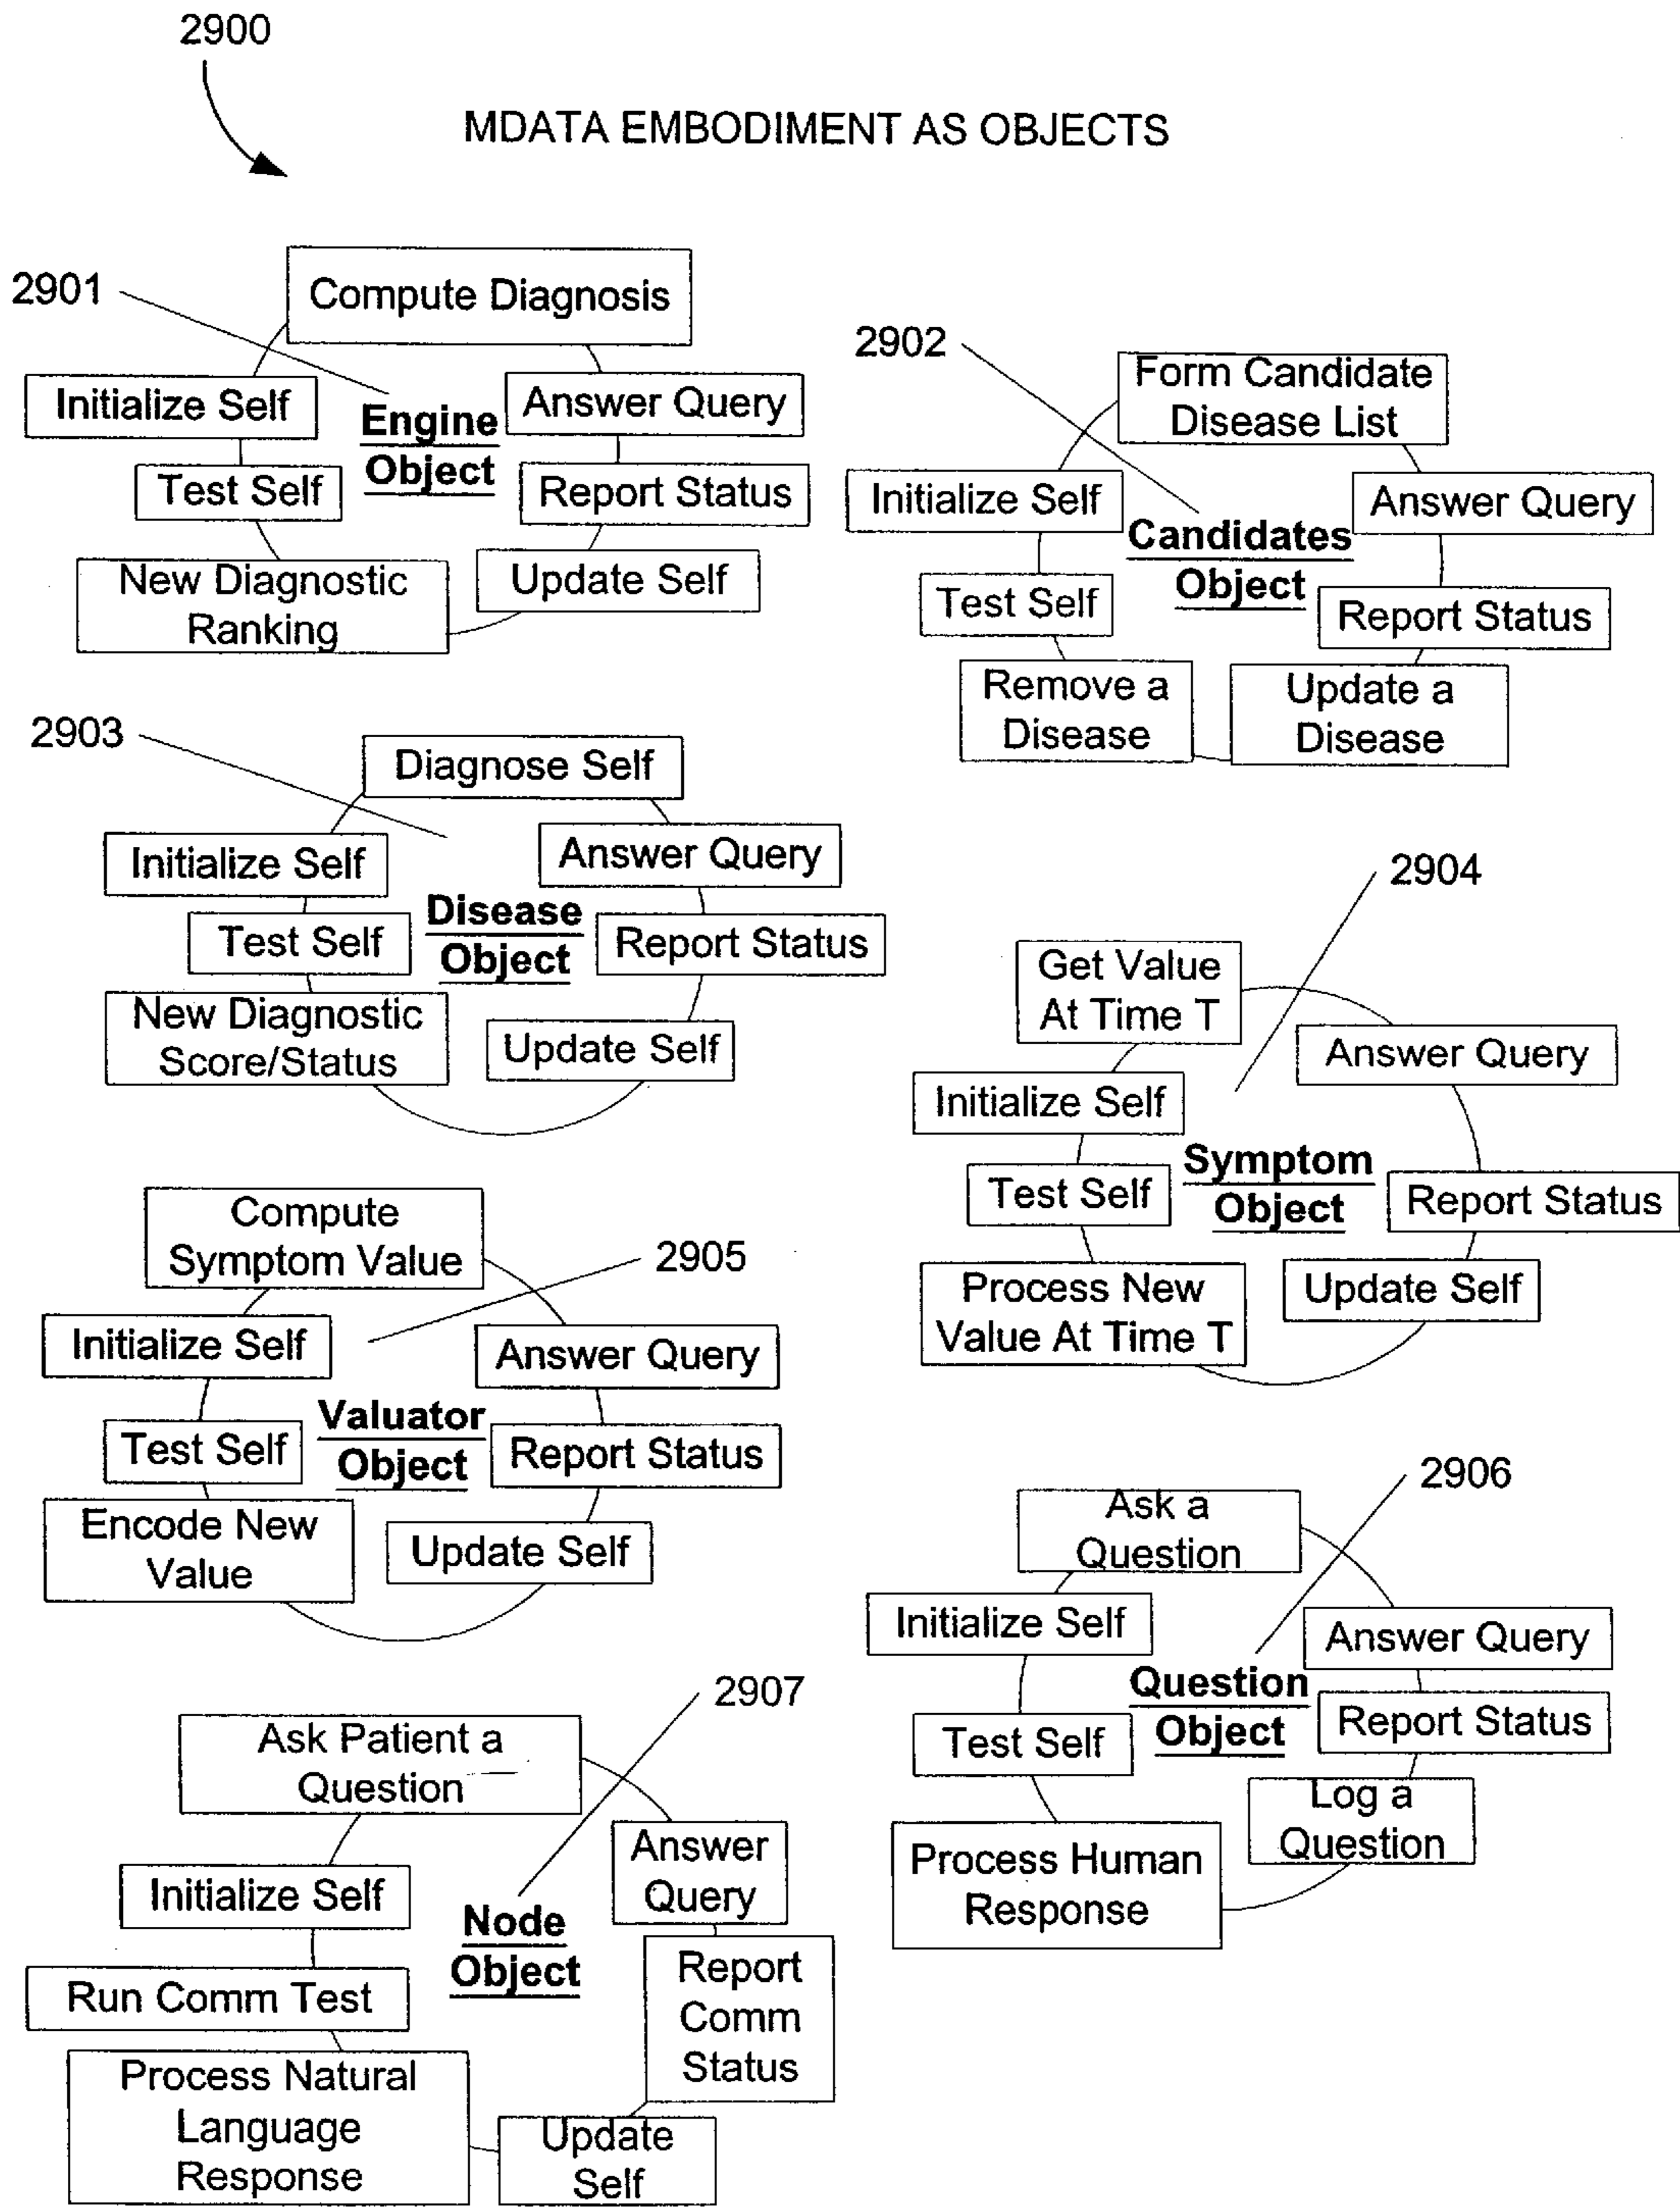 2900
MDATA EMBODIMENT AS OBJECTS
2901
Compute Diagnosis
Initialize Self
Engine
Object
Answer Query
Test Self
Report Status
New Diagnostic
Ranking
Update Self
2902
Form Candidate
Disease List
Initialize Self
Candidates
Object
Answer Query
Test Self
Report Status
Remove a
Disease
Update a
Disease
2903
Diagnose Self
Initialize Self
Answer Query
Disease
Object
Test Self
Report Status
New Diagnostic
Score/Status
Update Self
2904
Get Value
At Time T
Answer Query
Initialize Self
Symptom
Object
Test Self
Report Status
Process New
Value At Time T
Update Self
Compute
Symptom Value
2905
Initialize Self
Answer Query
Valuator
Object
Test Self
Report Status
Encode New
Value
Update Self
2906
Ask a
Question
Initialize Self
Answer Query
Question
Object
Test Self
Report Status
Log a
Question
Process Human
Response
2907
Ask Patient a
Question
Answer
Query
Initialize Self
Node
Object
Run Comm Test
Report
Comm
Status
Process Natural
Language
Response
Update
Self